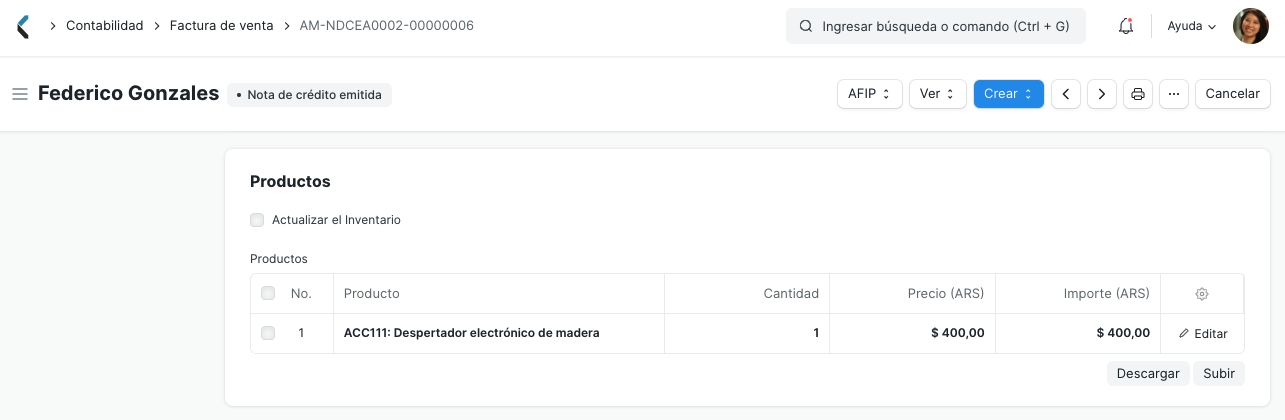 Contabilidad Factura de venta AM-NDCEA0002-00000006 Ingresar búsqueda o comando (Ctrl + G) Ayuda
Federico Gonzales • Nota de crédito emitida AFIP Ver Crear ··· Cancelar
Productos
Actualizar el Inventario
Productos
No. Producto Cantidad Precio (ARS) Importe (ARS)
1 ACC111: Despertador electrónico de madera 1 $ 400,00 $ 400,00 Editar
Descargar Subir